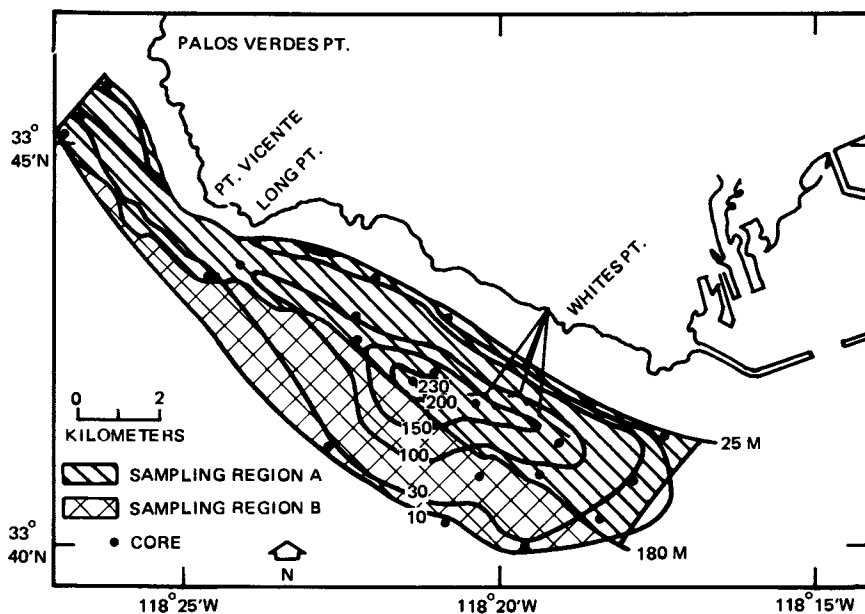 PALOS VERDES PT.
33°
45'N
PT. VICENTE
LONG PT.
WHITES PT.
230
200
150
100
30
10
0 2
KILOMETERS
SAMPLING REGION A
SAMPLING REGION B
CORE
N
25 M
180 M
33°
40'N
118°25'W
118°20'W
118°15'W